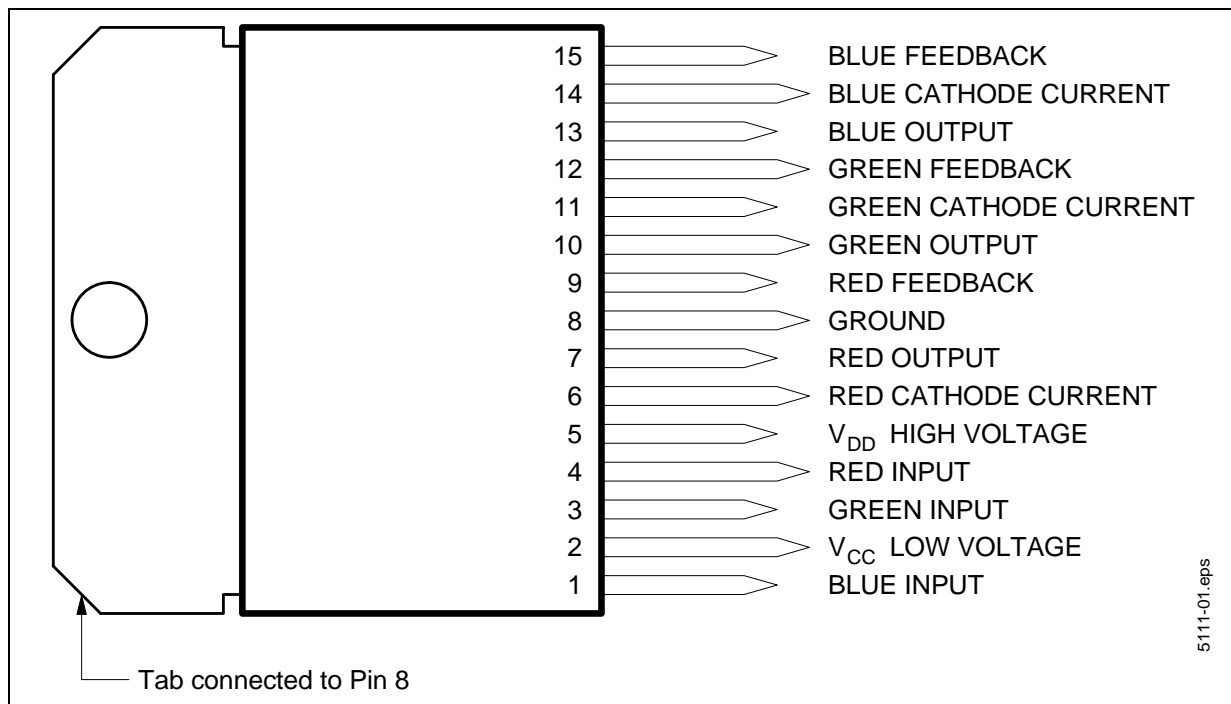 15 BLUE FEEDBACK
14 BLUE CATHODE CURRENT
13 BLUE OUTPUT
12 GREEN FEEDBACK
11 GREEN CATHODE CURRENT
10 GREEN OUTPUT
9 RED FEEDBACK
8 GROUND
7 RED OUTPUT
6 RED CATHODE CURRENT
5 VDD HIGH VOLTAGE
4 RED INPUT
3 GREEN INPUT
2 VCC LOW VOLTAGE
1 BLUE INPUT
Tab connected to Pin 8
5111-01.eps